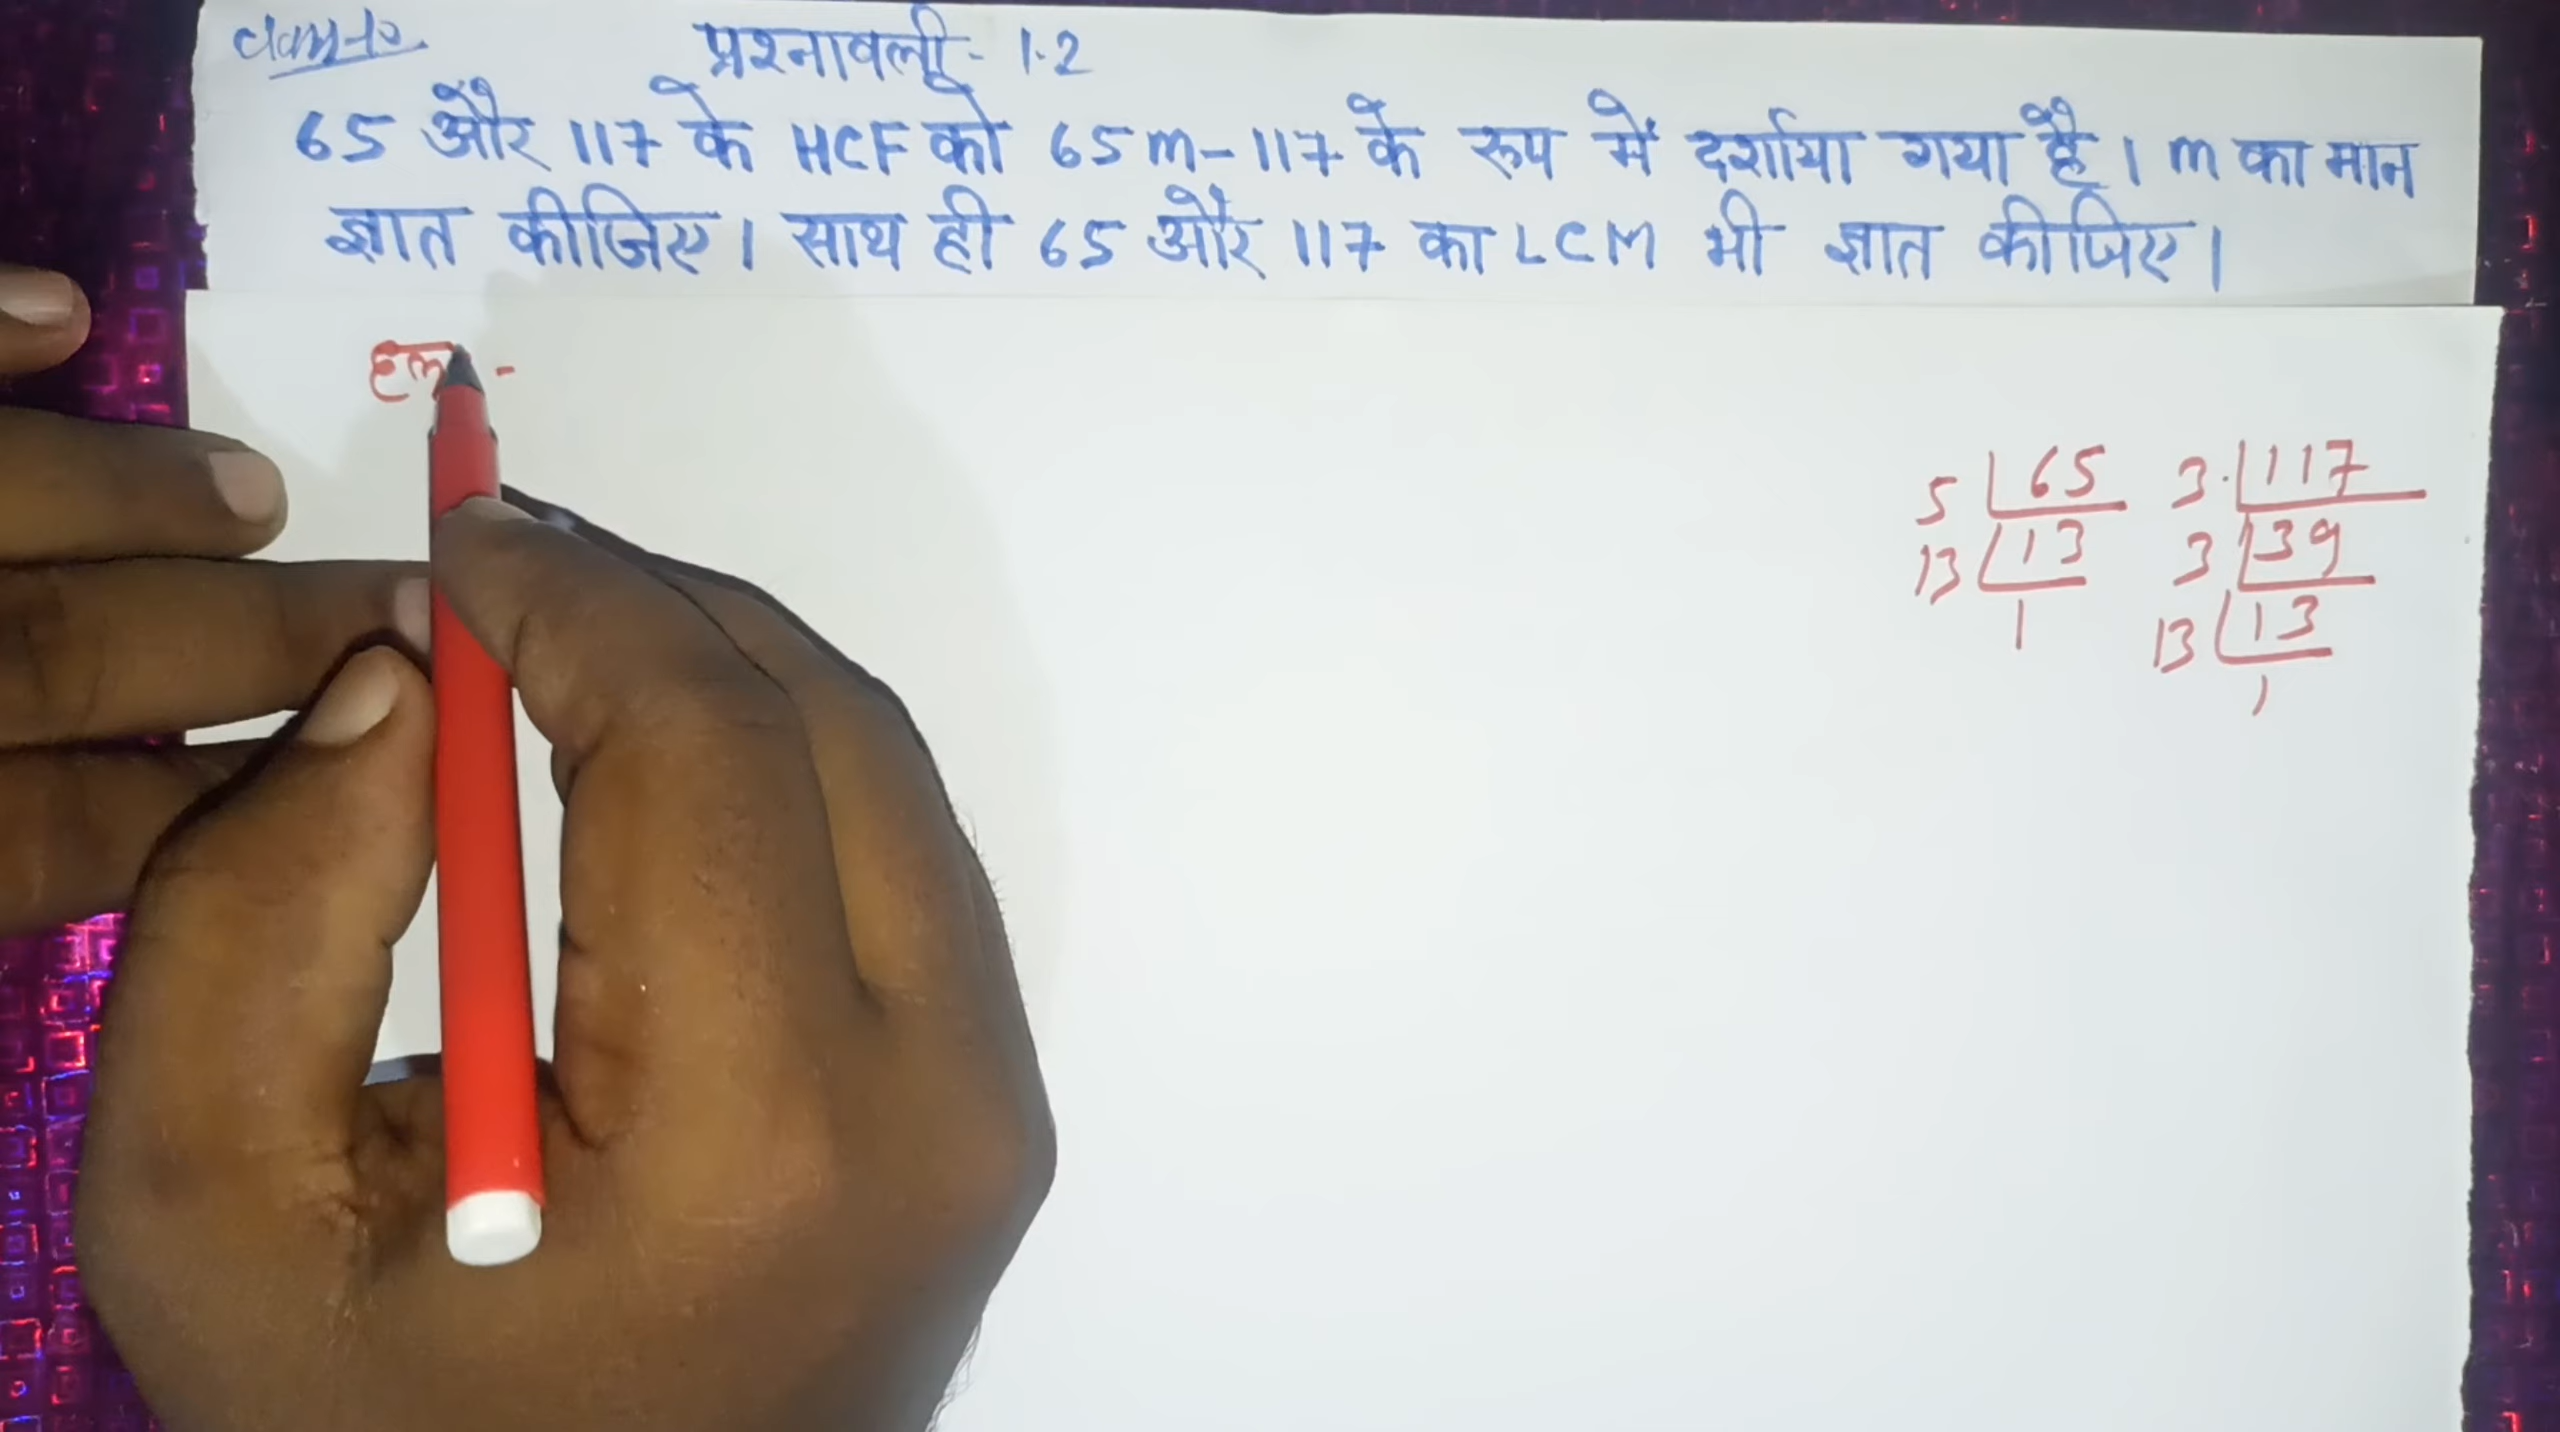 class-10
प्रश्नावली - 1.2
65 और 117 के HCF को 65m-117 के रूप में दर्शाया गया है। m का मान
ज्ञात कीजिए। साथ ही 65 और 117 का LCM भी ज्ञात कीजिए।
हल -
5 | 65
13 | 13
1
3 | 117
3 | 39
13 | 13
1